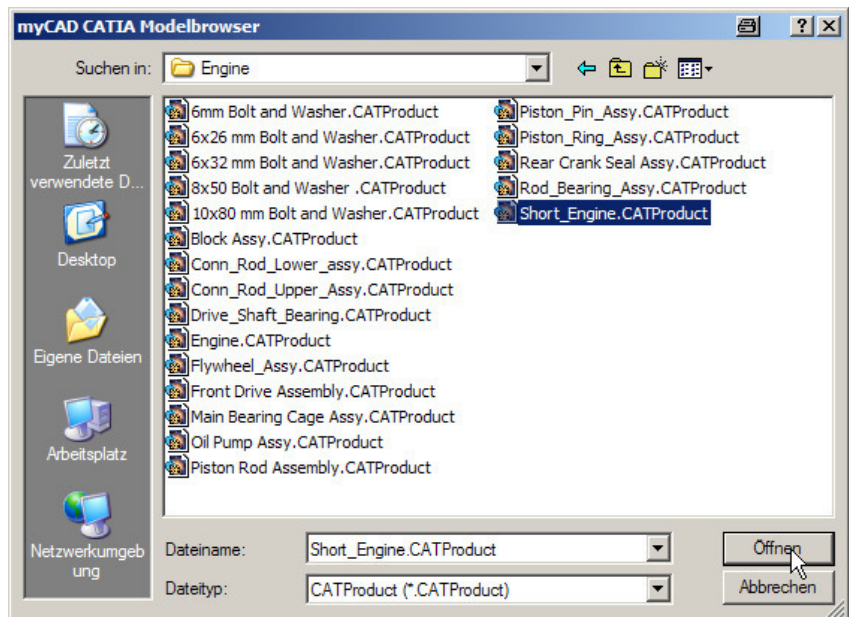 myCAD CATIA Modelbrowser
Suchen in: Engine
Zuletzt
verwendete D...
Desktop
Eigene Dateien
Arbeitsplatz
Netzwerkumgeb
ung
6mm Bolt and Washer.CATProduct
6x26 mm Bolt and Washer.CATProduct
6x32 mm Bolt and Washer.CATProduct
8x50 Bolt and Washer .CATProduct
10x80 mm Bolt and Washer.CATProduct
Block Assy.CATProduct
Conn_Rod_Lower_assy.CATProduct
Conn_Rod_Upper_Assy.CATProduct
Drive_Shaft_Bearing.CATProduct
Engine.CATProduct
Flywheel_Assy.CATProduct
Front Drive Assembly.CATProduct
Main Bearing Cage Assy.CATProduct
Oil Pump Assy.CATProduct
Piston Rod Assembly.CATProduct
Piston_Pin_Assy.CATProduct
Piston_Ring_Assy.CATProduct
Rear Crank Seal Assy.CATProduct
Rod_Bearing_Assy.CATProduct
Short_Engine.CATProduct
Dateiname: Short_Engine.CATProduct Öffnen
Dateityp: CATProduct (*.CATProduct) Abbrechen